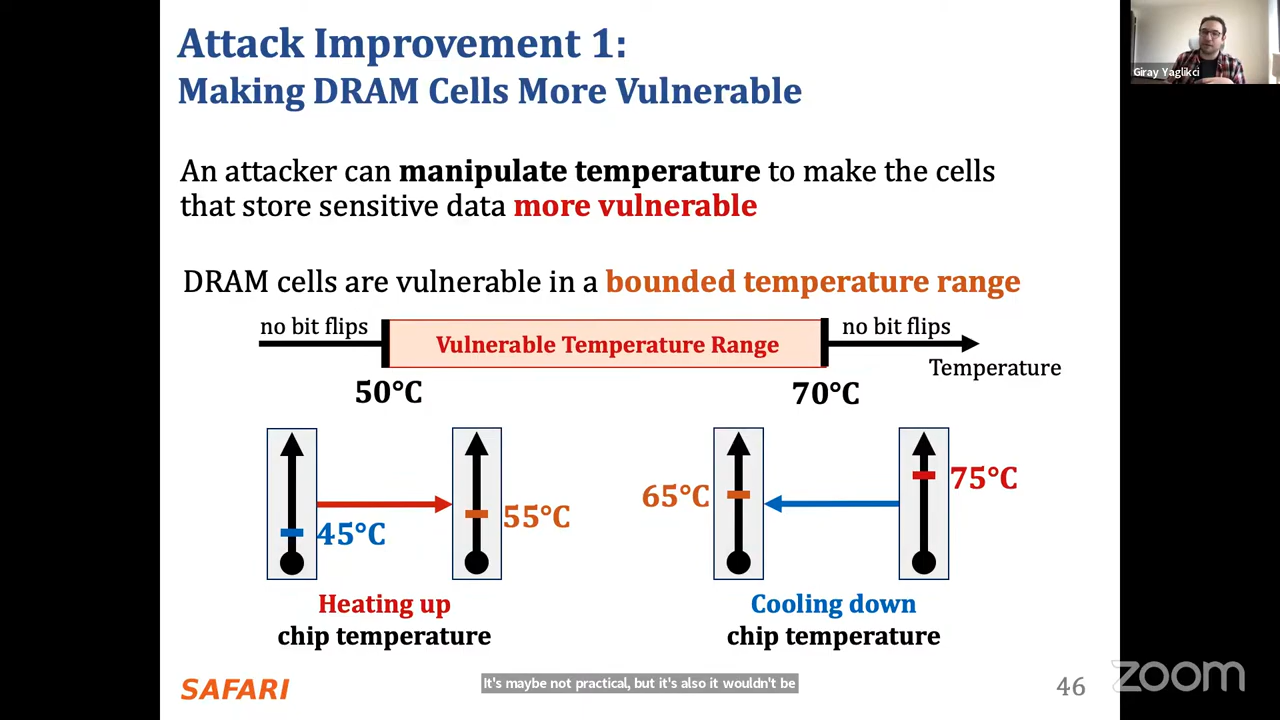 Attack Improvement 1:
Making DRAM Cells More Vulnerable
Giray Yaglikci
An attacker can manipulate temperature to make the cells
that store sensitive data more vulnerable
DRAM cells are vulnerable in a bounded temperature range
no bit flips
Vulnerable Temperature Range
no bit flips
Temperature
50°C
70°C
45°C
55°C
65°C
75°C
Heating up
chip temperature
Cooling down
chip temperature
SAFARI
It's maybe not practical, but it's also it wouldn't be
46
zoom